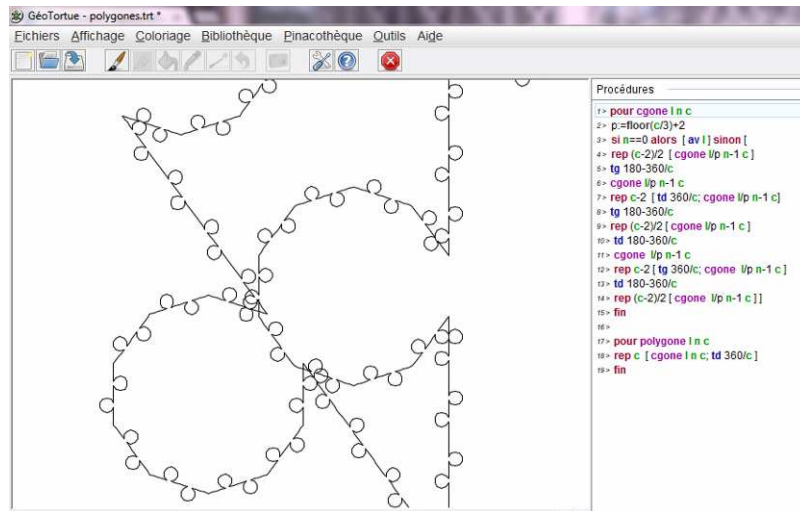 GéoTortue - polygones.trt *
Fichiers Affichage Coloriage Bibliothèque Pinacothèque Outils Aide
Procédures
1> pour cgone l n c
2> p:=floor(c/3)+2
3> si n==0 alors [ av l ] sinon [
4> rep (c-2)/2 [ cgone l/p n-1 c ]
5> tg 180-360/c
6> cgone l/p n-1 c
7> rep c-2 [ td 360/c; cgone l/p n-1 c]
8> tg 180-360/c
9> rep (c-2)/2 [ cgone l/p n-1 c ]
10> td 180-360/c
11> cgone l/p n-1 c
12> rep c-2 [ tg 360/c; cgone l/p n-1 c ]
13> td 180-360/c
14> rep (c-2)/2 [ cgone l/p n-1 c ] ]
15> fin
16>
17> pour polygone l n c
18> rep c [ cgone l n c; td 360/c ]
19> fin